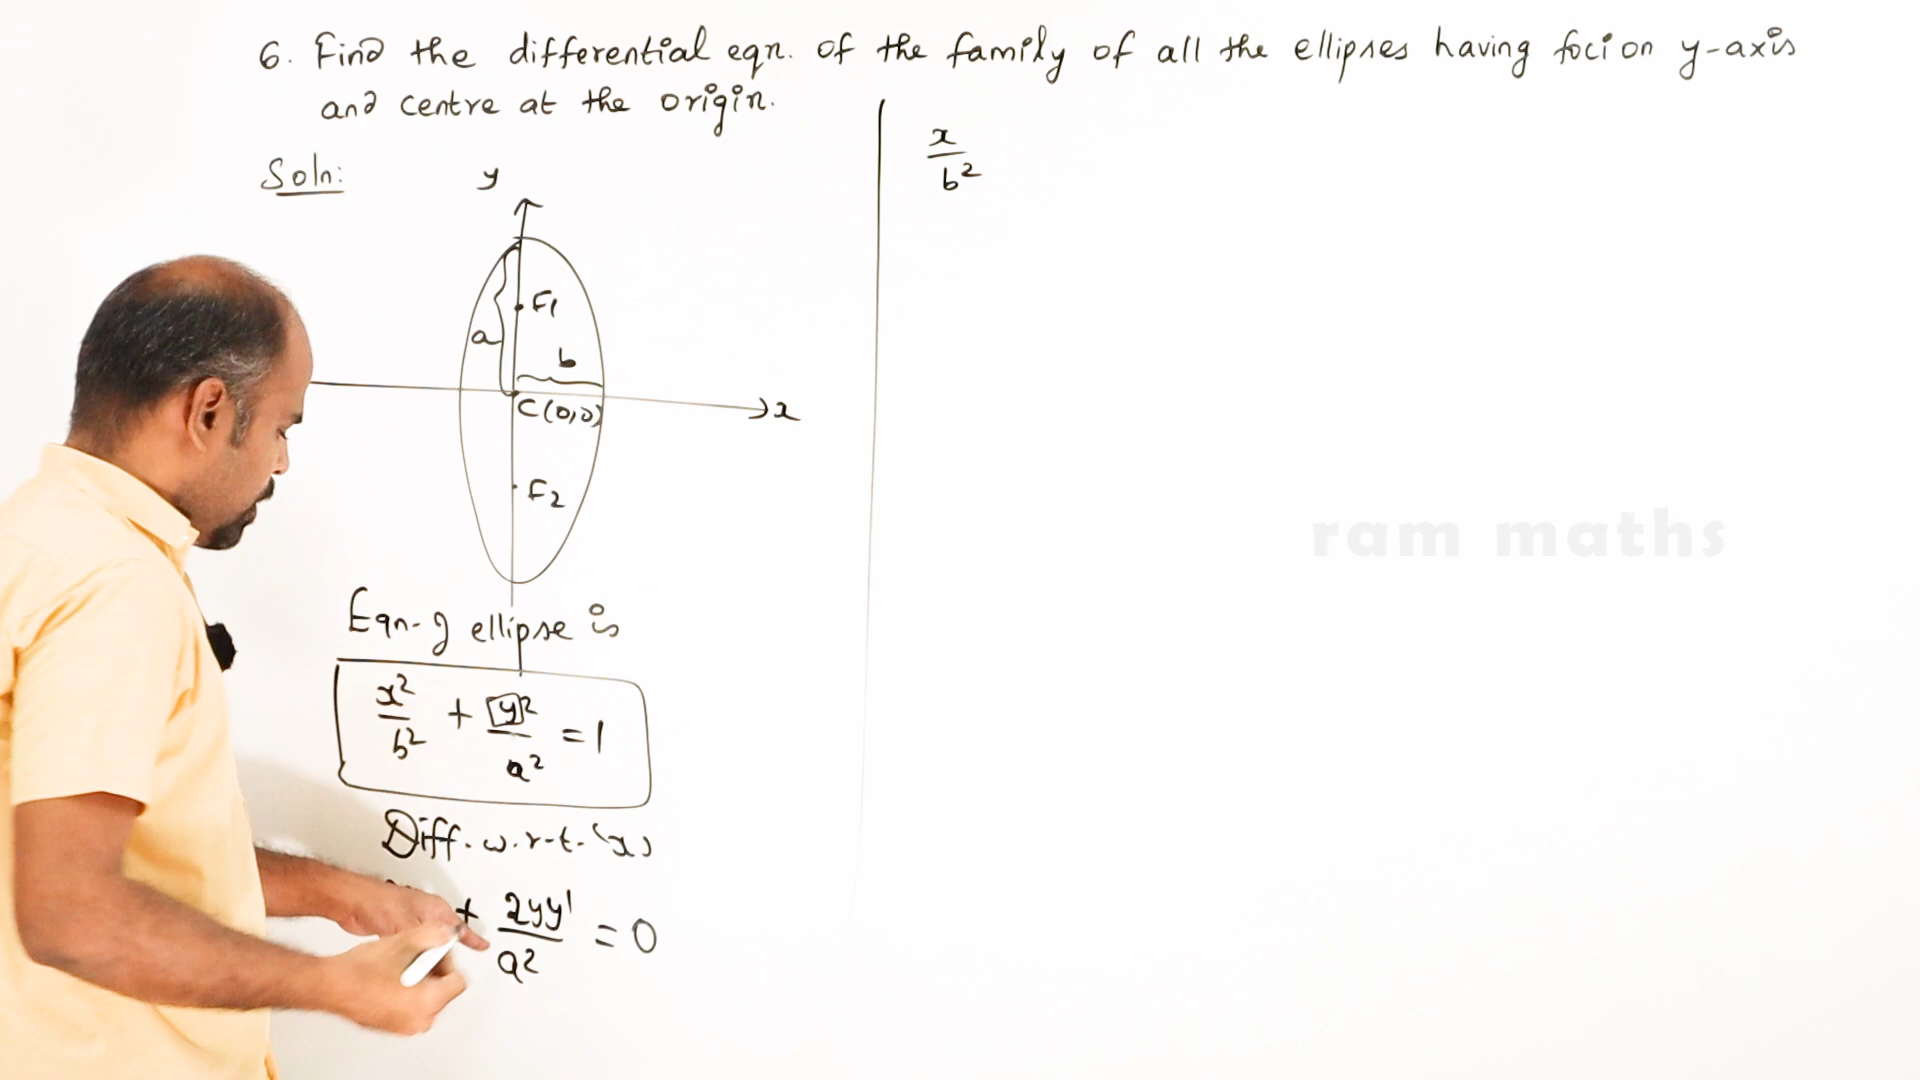 6. Find the differential eqn. of the family of all the ellipses having foci on y-axis
and centre at the origin.
Soln:
y
F1
a
b
C(0,0)
x
F2
Eqn. of ellipse is
x²/b² + y²/a² = 1
Diff. w.r.t. (x)
+ 2yy'/a² = 0
x/b²
ram maths